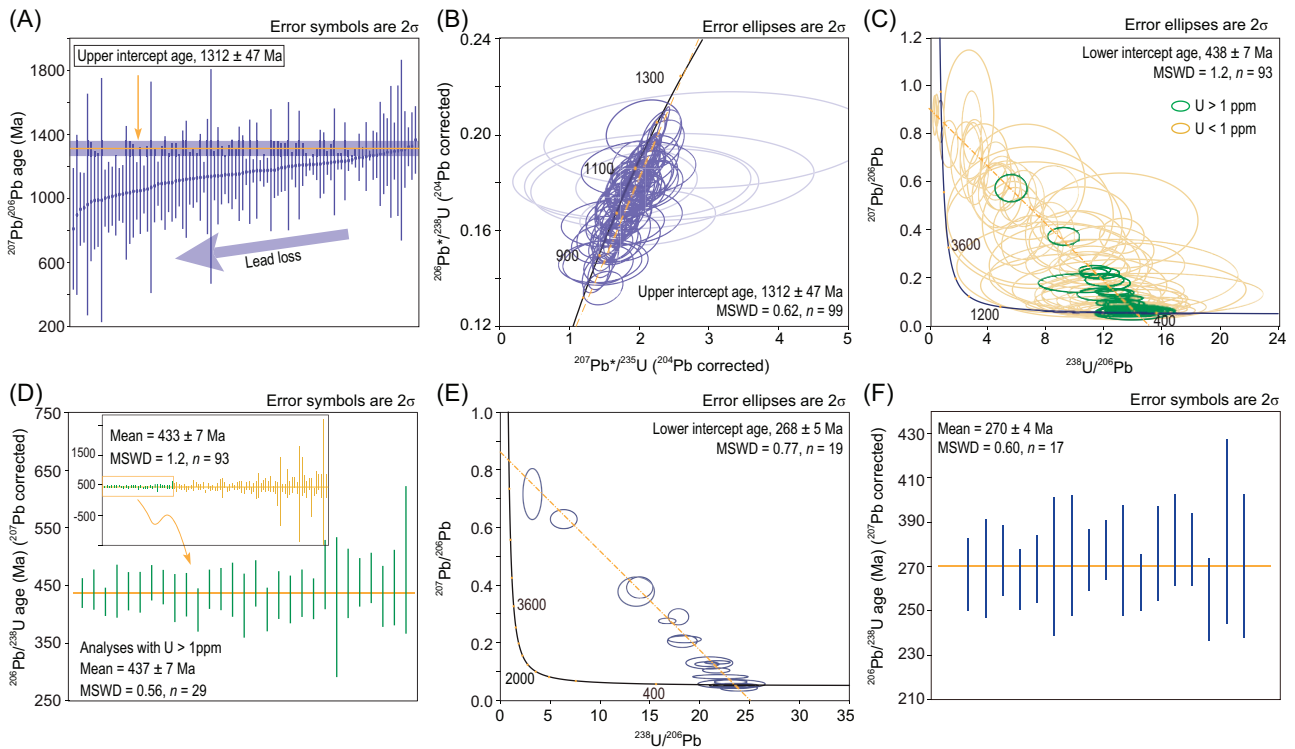 (A)
Error symbols are 2σ
Upper intercept age, 1312 ± 47 Ma
1800
1400
1000
600
200
²⁰⁷Pb/²⁰⁶Pb age (Ma)
Lead loss
(B)
Error ellipses are 2σ
0.24
0.20
0.16
0.12
²⁰⁶Pb*/²³⁸U (²⁰⁴Pb corrected)
1300
1100
900
Upper intercept age, 1312 ± 47 Ma
MSWD = 0.62, n = 99
0
1
2
3
4
5
²⁰⁷Pb*/²³⁵U (²⁰⁴Pb corrected)
(C)
Error ellipses are 2σ
1.2
1.0
0.8
0.6
0.4
0.2
0.0
²⁰⁷Pb/²⁰⁶Pb
Lower intercept age, 438 ± 7 Ma
MSWD = 1.2, n = 93
U > 1 ppm
U < 1 ppm
3600
1200
400
0
4
8
12
16
20
24
²³⁸U/²⁰⁶Pb
(D)
Error symbols are 2σ
750
650
550
450
350
250
²⁰⁶Pb/²³⁸U age (Ma) (²⁰⁷Pb corrected)
Mean = 433 ± 7 Ma
MSWD = 1.2, n = 93
1500
500
-500
Analyses with U > 1ppm
Mean = 437 ± 7 Ma
MSWD = 0.56, n = 29
(E)
Error ellipses are 2σ
1.0
0.8
0.6
0.4
0.2
0.0
²⁰⁷Pb/²⁰⁶Pb
Lower intercept age, 268 ± 5 Ma
MSWD = 0.77, n = 19
3600
2000
400
0
5
10
15
20
25
30
35
²³⁸U/²⁰⁶Pb
(F)
Error symbols are 2σ
430
390
350
310
270
250
290
210
²⁰⁶Pb/²³⁸U age (Ma) (²⁰⁷Pb corrected)
Mean = 270 ± 4 Ma
MSWD = 0.60, n = 17